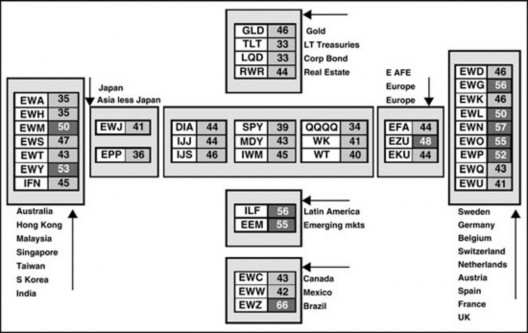 GLD 46
TLT 33
LQD 33
RWR 44
Gold
LT Treasuries
Corp Bond
Real Estate
EWA 35
EWH 35
EWM 50
EWS 47
EWT 43
EWY 53
IFN 45
Australia
Hong Kong
Malaysia
Singapore
Taiwan
S Korea
India
Japan
Asia less Japan
EWJ 41
EPP 36
DIA 44
IJJ 44
IJS 46
SPY 39
MDY 43
IWM 45
QQQQ 34
WK 41
WT 40
E AFE
Europe
Europe
EFA 44
EZU 48
EKU 44
EWD 46
EWG 56
EWK 46
EWL 50
EWN 57
EWO 55
EWP 52
EWQ 43
EWU 41
Sweden
Germany
Belgium
Switzerland
Netherlands
Austria
Spain
France
UK
ILF 56
EEM 55
Latin America
Emerging mkts
EWC 43
EWW 42
EWZ 66
Canada
Mexico
Brazil